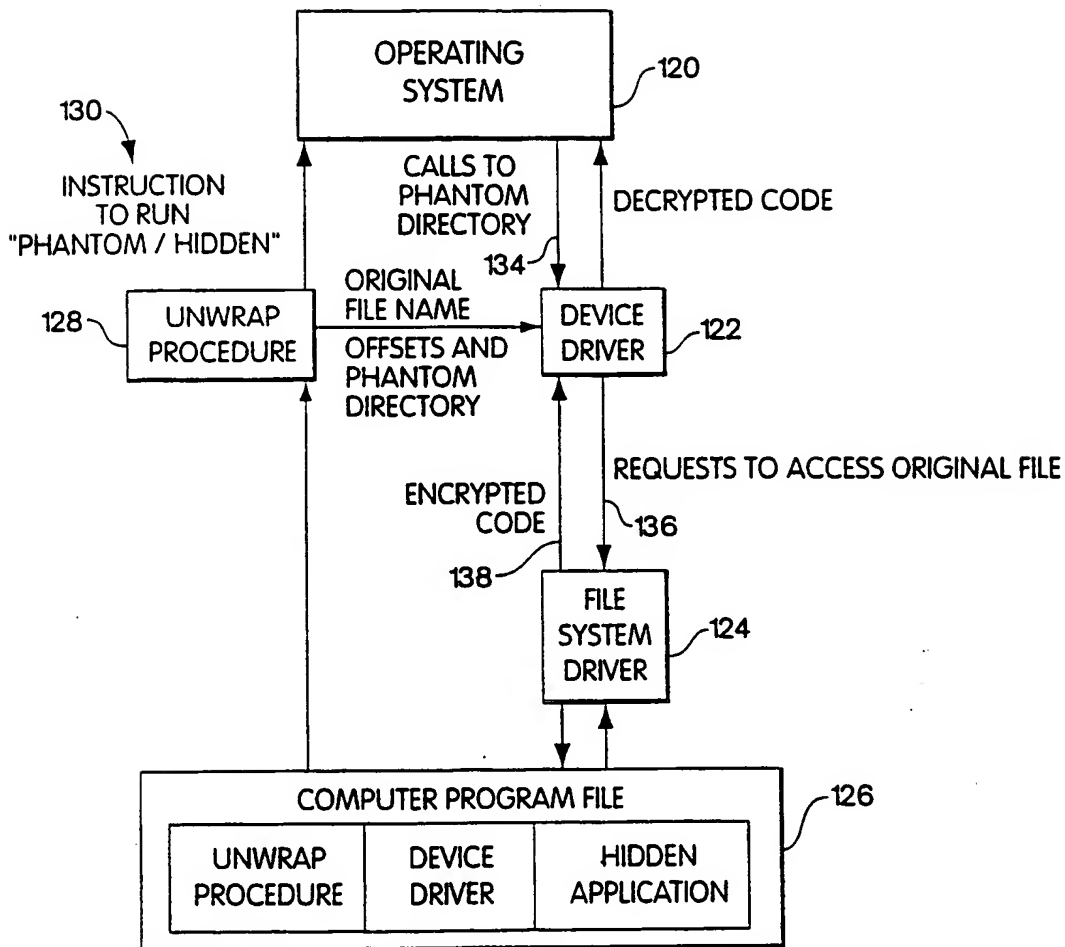 OPERATING
SYSTEM
120
130
INSTRUCTION
TO RUN
"PHANTOM / HIDDEN"
CALLS TO
PHANTOM
DIRECTORY
134
DECRYPTED CODE
128
UNWRAP
PROCEDURE
ORIGINAL
FILE NAME
OFFSETS AND
PHANTOM
DIRECTORY
DEVICE
DRIVER
122
REQUESTS TO ACCESS ORIGINAL FILE
ENCRYPTED
CODE
136
138
FILE
SYSTEM
DRIVER
124
COMPUTER PROGRAM FILE
126
UNWRAP
PROCEDURE
DEVICE
DRIVER
HIDDEN
APPLICATION